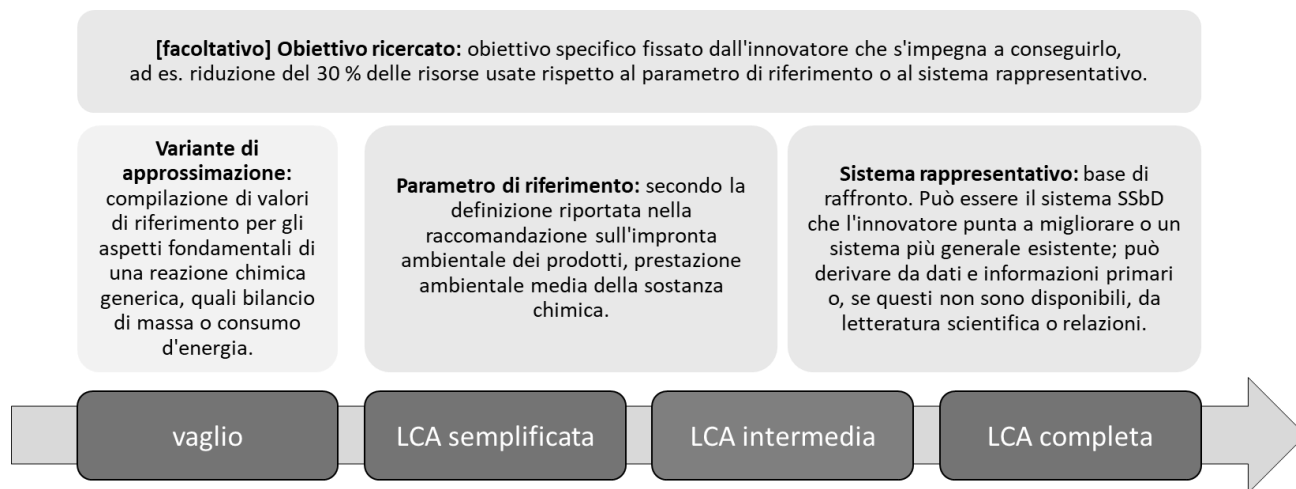 [facoltativo] Obiettivo ricercato: obiettivo specifico fissato dall'innovatore che s'impegna a conseguirlo,
ad es. riduzione del 30 % delle risorse usate rispetto al parametro di riferimento o al sistema rappresentativo.
Variante di
approssimazione:
compilazione di valori
di riferimento per gli
aspetti fondamentali di
una reazione chimica
generica, quali bilancio
di massa o consumo
d'energia.
Parametro di riferimento: secondo la
definizione riportata nella
raccomandazione sull'impronta
ambientale dei prodotti, prestazione
ambientale media della sostanza
chimica.
Sistema rappresentativo: base di
raffronto. Può essere il sistema SSbD
che l'innovatore punta a migliorare o un
sistema più generale esistente; può
derivare da dati e informazioni primari
o, se questi non sono disponibili, da
letteratura scientifica o relazioni.
vaglio
LCA semplificata
LCA intermedia
LCA completa